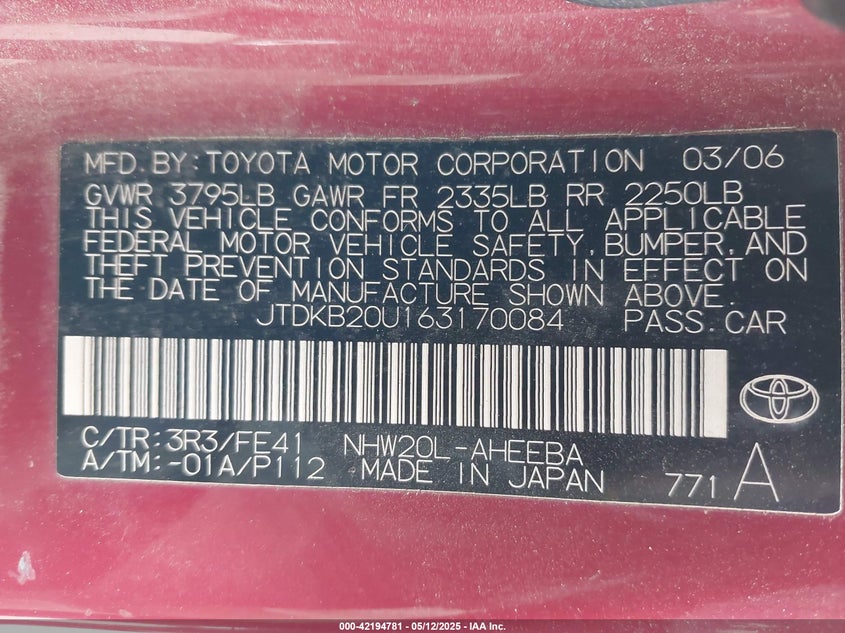 MFD.BY:TOYOTA MOTOR CORPORATION 03/06
GVWR 3795LB GAWR FR 2335LB RR 2250LB
THIS VEHICLE CONFORMS TO ALL APPLICABLE
FEDERAL MOTOR VEHICLE SAFETY, BUMPER, AND
THEFT PREVENTION STANDARDS IN EFFECT ON
THE DATE OF MANUFACTURE SHOWN ABOVE.
JTDKB20U163170084 PASS.CAR
C/TR:3R3/FE41 NHW20L-AHEEBA
A/TM:-01A/P112 MADE IN JAPAN 771 A
000-42194781 - 05/12/2025 - IAA Inc.